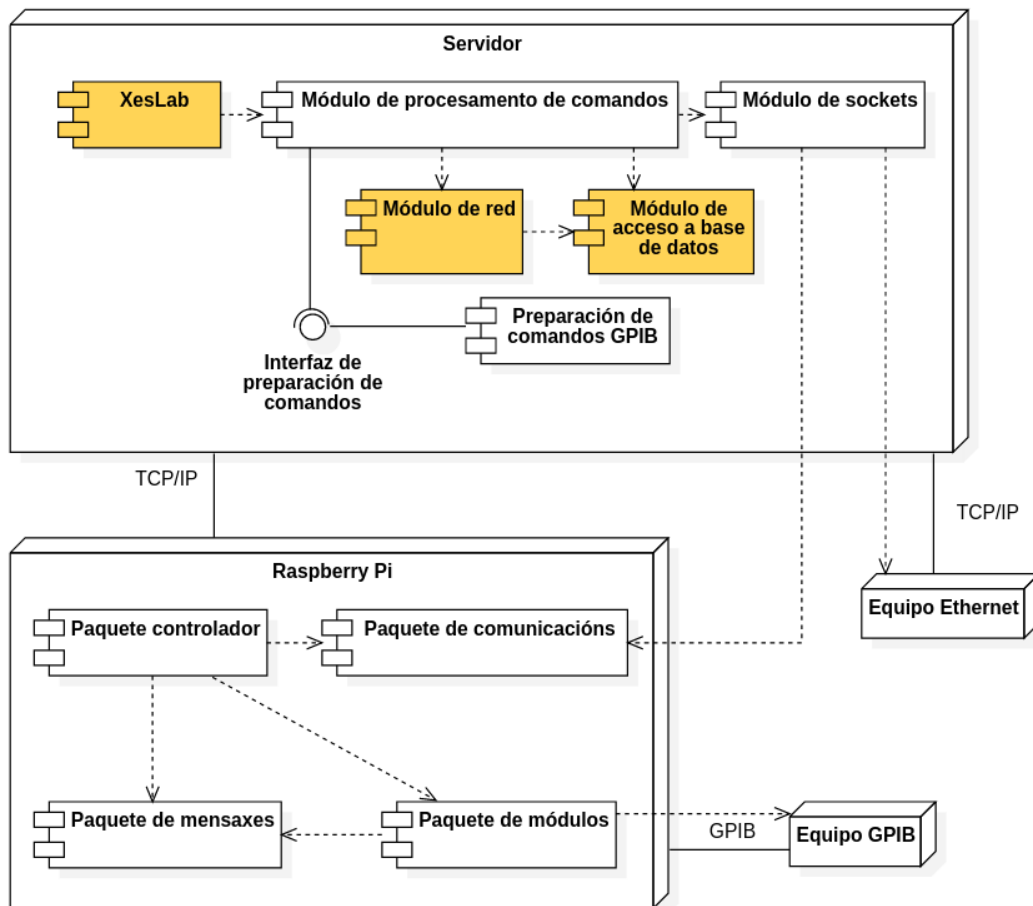 Servidor
XesLab
Módulo de procesamento de comandos
Módulo de sockets
Módulo de red
Módulo de
acceso a base
de datos
Preparación de
comandos GPIB
Interfaz de
preparación de
comandos
TCP/IP
TCP/IP
Raspberry Pi
Equipo Ethernet
Paquete controlador
Paquete de comunicacións
Paquete de mensaxes
Paquete de módulos
GPIB
Equipo GPIB